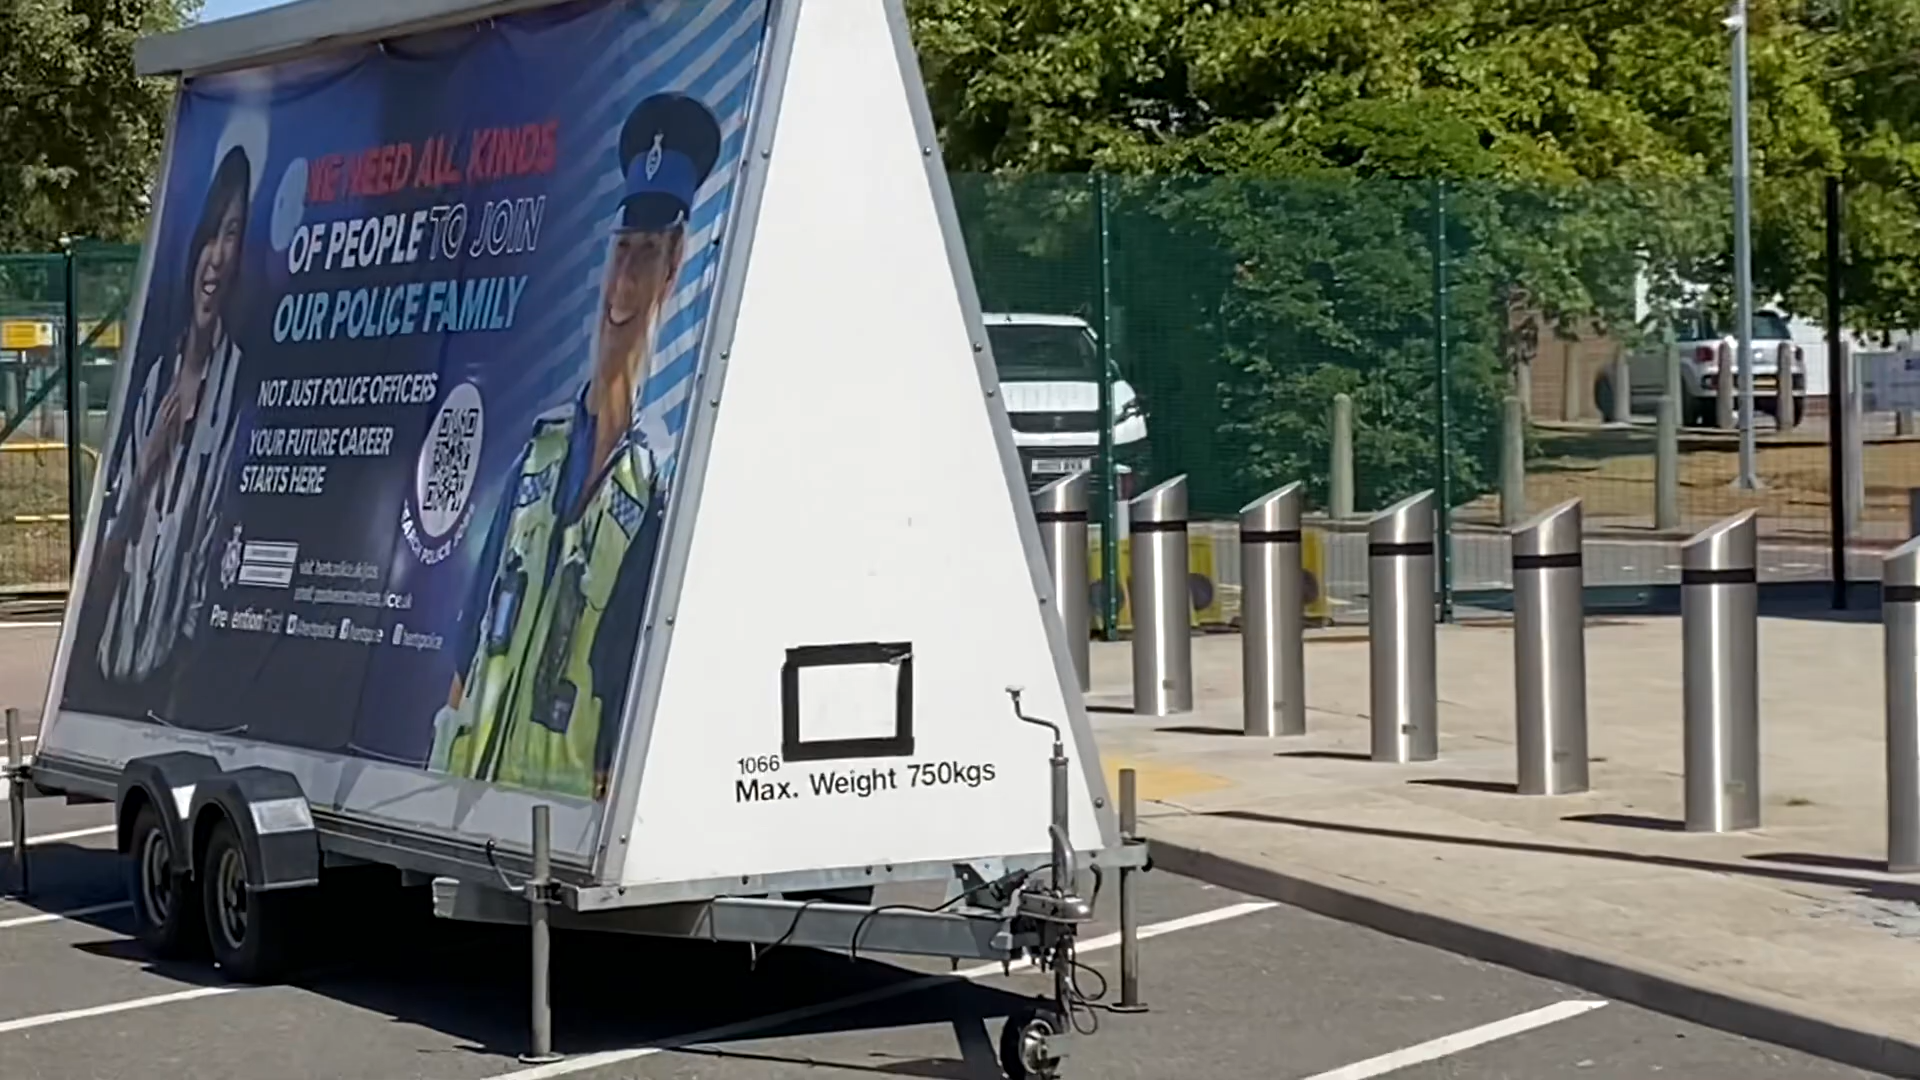 WE NEED ALL KINDS
OF PEOPLE TO JOIN
OUR POLICE FAMILY
NOT JUST POLICE OFFICERS
YOUR FUTURE CAREER
STARTS HERE
PreventionFirst
1066
Max. Weight 750kgs